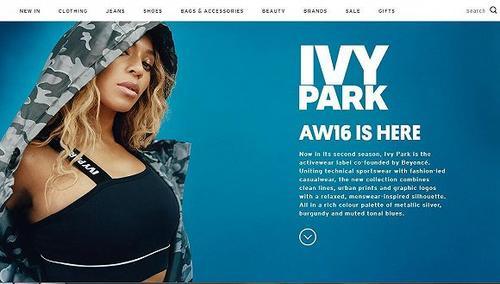 NEW IN CLOTHING JEANS SHOES BAGS & ACCESSORIES BEAUTY BRANDS SALE GIFTS Search
IVY
PARK
AW16 IS HERE
Now in its second season, Ivy Park is the
activewear label co-founded by Beyoncé.
Uniting technical sportswear with fashion-led
casualwear, the new collection combines
clean lines, urban prints and graphic logos
with a relaxed, menswear-inspired silhouette.
All in a rich colour palette of metallic silver,
burgundy and muted tonal blues.